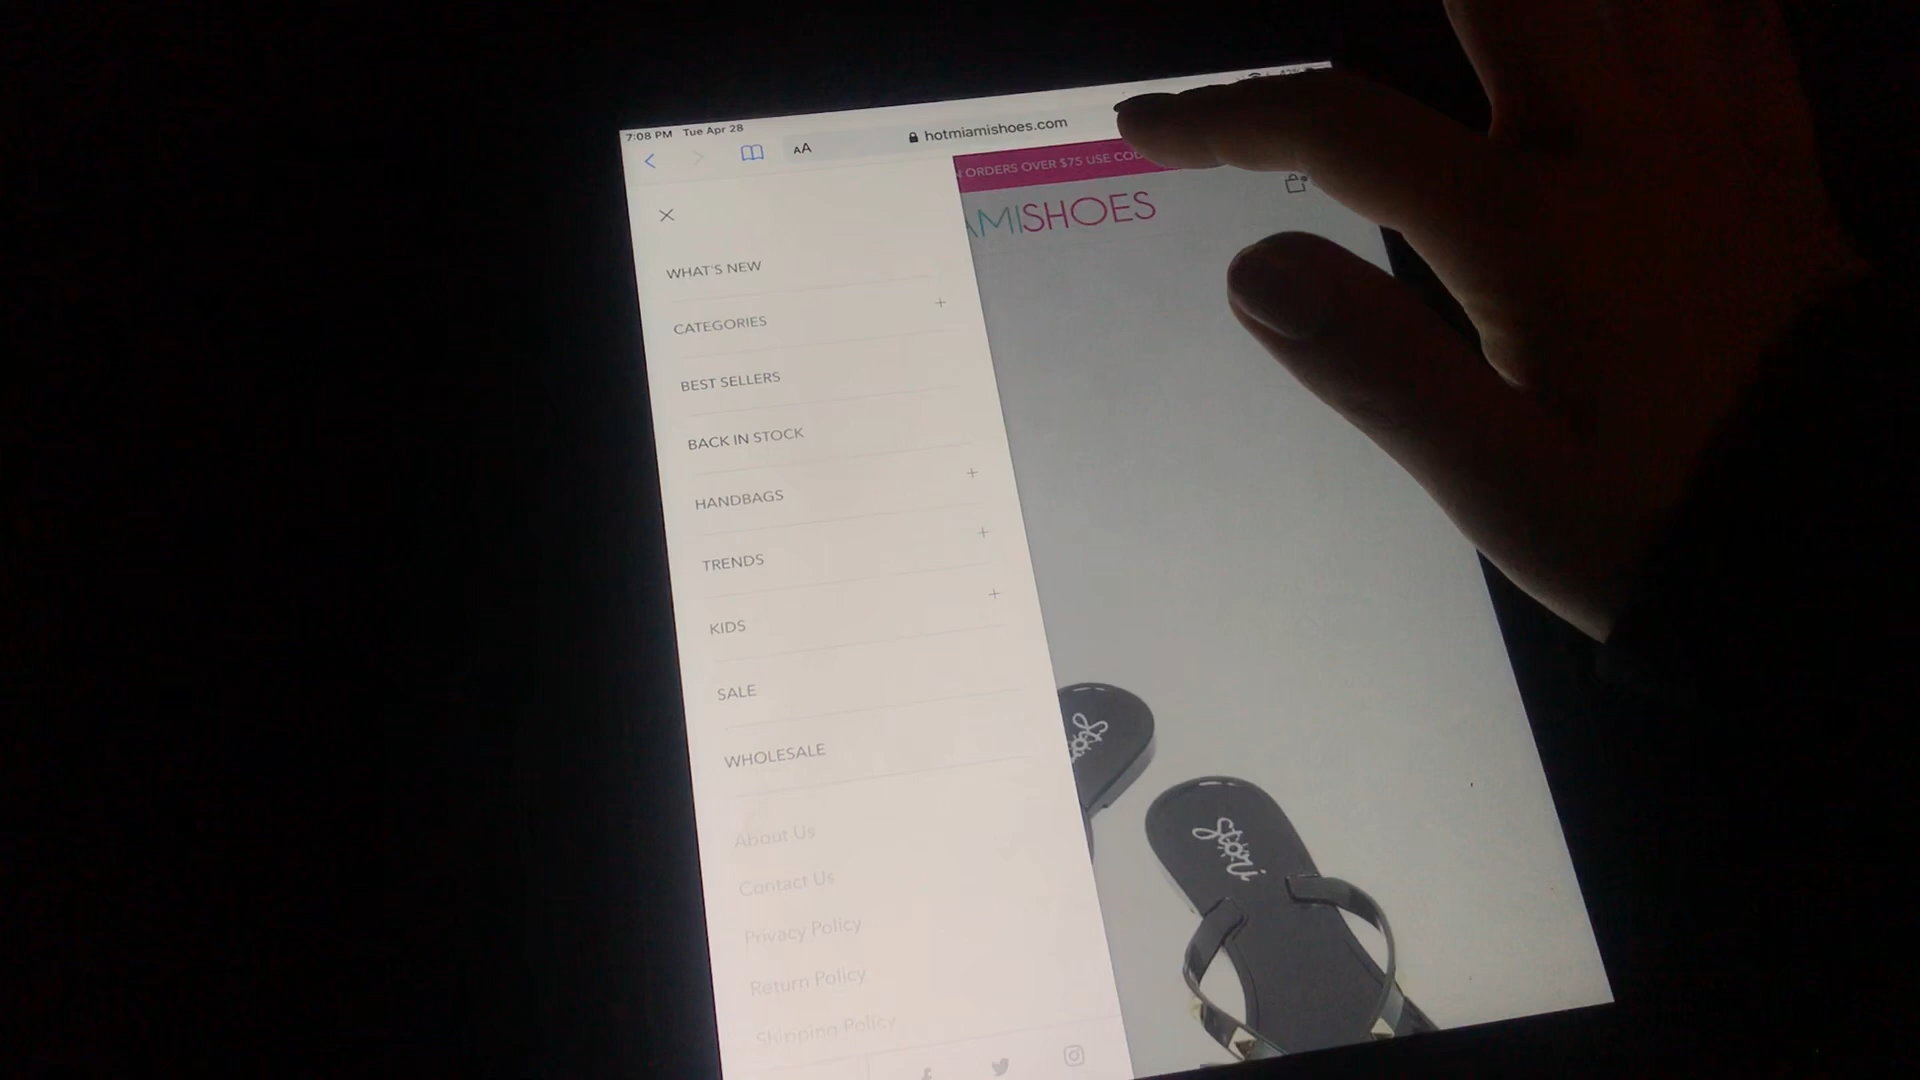 7:08 PM Tue Apr 28
AA
hotmiamishoes.com
ORDERS OVER $75 USE
AMISHOES
WHAT'S NEW
CATEGORIES
BEST SELLERS
BACK IN STOCK
HANDBAGS
TRENDS
KIDS
SALE
WHOLESALE
About Us
Contact Us
Privacy Policy
Return Policy
Shipping Policy
stori